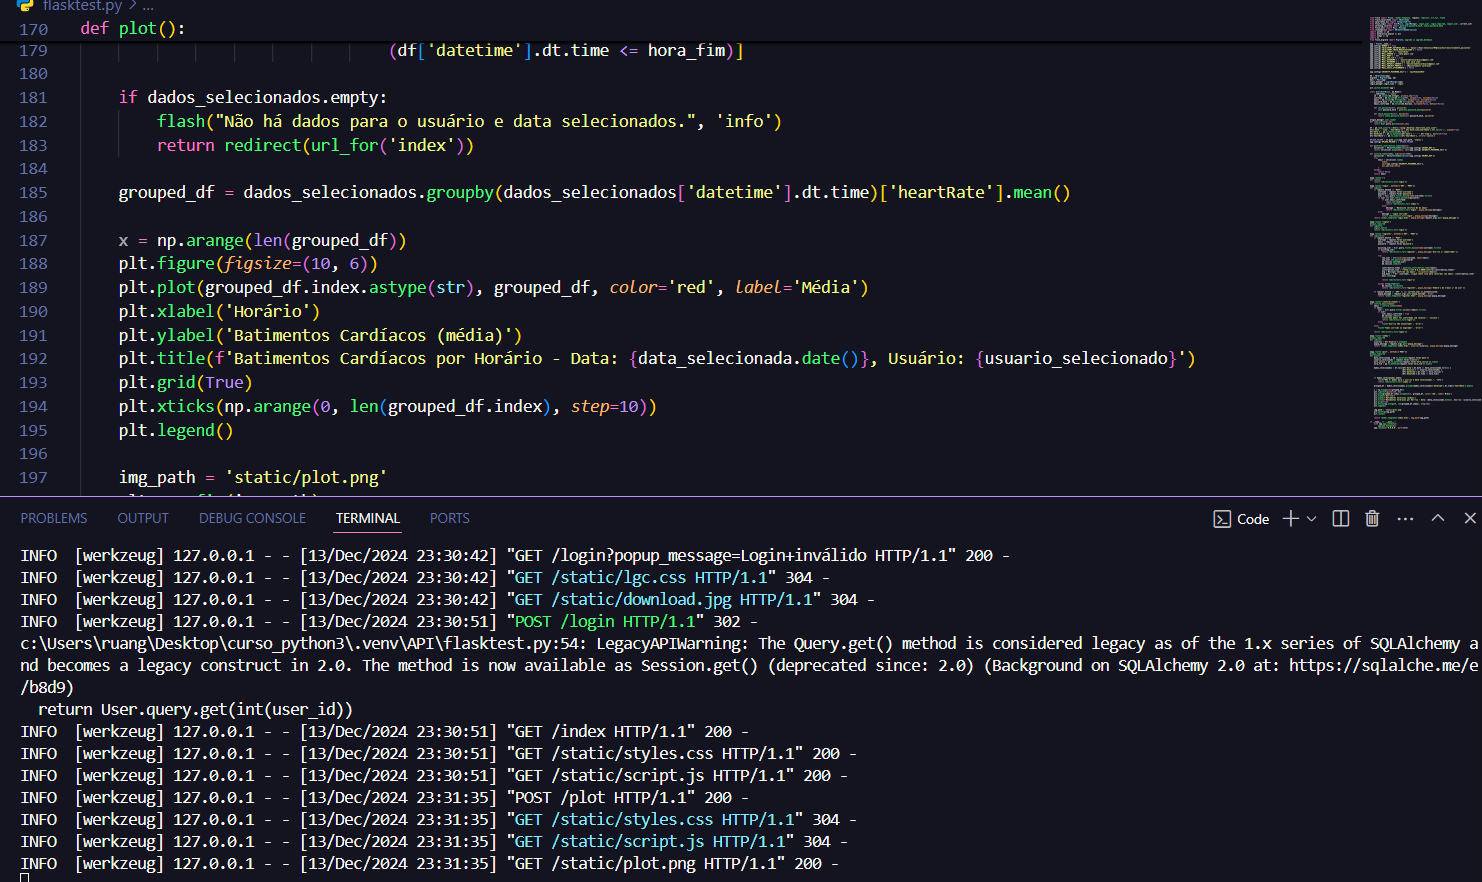 flasktest.py > ...
170 def plot():
179 (df['datetime'].dt.time <= hora_fim)]
180
181 if dados_selecionados.empty:
182 flash("Não há dados para o usuário e data selecionados.", 'info')
183 return redirect(url_for('index'))
184
185 grouped_df = dados_selecionados.groupby(dados_selecionados['datetime'].dt.time)['heartRate'].mean()
186
187 x = np.arange(len(grouped_df))
188 plt.figure(figsize=(10, 6))
189 plt.plot(grouped_df.index.astype(str), grouped_df, color='red', label='Média')
190 plt.xlabel('Horário')
191 plt.ylabel('Batimentos Cardíacos (média)')
192 plt.title(f'Batimentos Cardíacos por Horário - Data: {data_selecionada.date()}, Usuário: {usuario_selecionado}')
193 plt.grid(True)
194 plt.xticks(np.arange(0, len(grouped_df.index), step=10))
195 plt.legend()
196
197 img_path = 'static/plot.png'
PROBLEMS OUTPUT DEBUG CONSOLE TERMINAL PORTS Code
INFO [werkzeug] 127.0.0.1 - - [13/Dec/2024 23:30:42] "GET /login?popup_message=Login+inválido HTTP/1.1" 200 -
INFO [werkzeug] 127.0.0.1 - - [13/Dec/2024 23:30:42] "GET /static/lgc.css HTTP/1.1" 304 -
INFO [werkzeug] 127.0.0.1 - - [13/Dec/2024 23:30:42] "GET /static/download.jpg HTTP/1.1" 304 -
INFO [werkzeug] 127.0.0.1 - - [13/Dec/2024 23:30:51] "POST /login HTTP/1.1" 302 -
c:\Users\ruang\Desktop\curso_python3\.venv\API\flasktest.py:54: LegacyAPIWarning: The Query.get() method is considered legacy as of the 1.x series of SQLAlchemy a
nd becomes a legacy construct in 2.0. The method is now available as Session.get() (deprecated since: 2.0) (Background on SQLAlchemy 2.0 at: https://sqlalche.me/e
/b8d9)
return User.query.get(int(user_id))
INFO [werkzeug] 127.0.0.1 - - [13/Dec/2024 23:30:51] "GET /index HTTP/1.1" 200 -
INFO [werkzeug] 127.0.0.1 - - [13/Dec/2024 23:30:51] "GET /static/styles.css HTTP/1.1" 200 -
INFO [werkzeug] 127.0.0.1 - - [13/Dec/2024 23:30:51] "GET /static/script.js HTTP/1.1" 200 -
INFO [werkzeug] 127.0.0.1 - - [13/Dec/2024 23:31:35] "POST /plot HTTP/1.1" 200 -
INFO [werkzeug] 127.0.0.1 - - [13/Dec/2024 23:31:35] "GET /static/styles.css HTTP/1.1" 304 -
INFO [werkzeug] 127.0.0.1 - - [13/Dec/2024 23:31:35] "GET /static/script.js HTTP/1.1" 304 -
INFO [werkzeug] 127.0.0.1 - - [13/Dec/2024 23:31:35] "GET /static/plot.png HTTP/1.1" 200 -